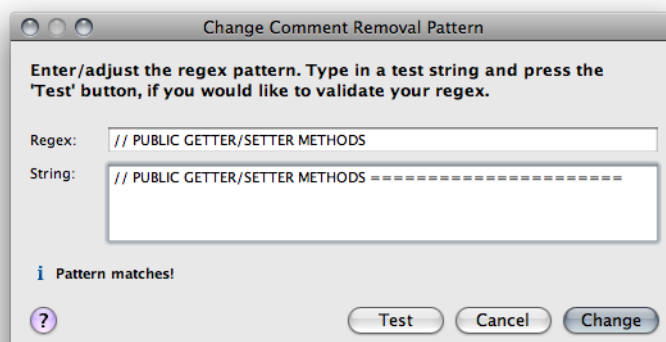 Change Comment Removal Pattern
Enter/adjust the regex pattern. Type in a test string and press the
'Test' button, if you would like to validate your regex.
Regex: // PUBLIC GETTER/SETTER METHODS
String: // PUBLIC GETTER/SETTER METHODS ======================
i Pattern matches!
? Test Cancel Change